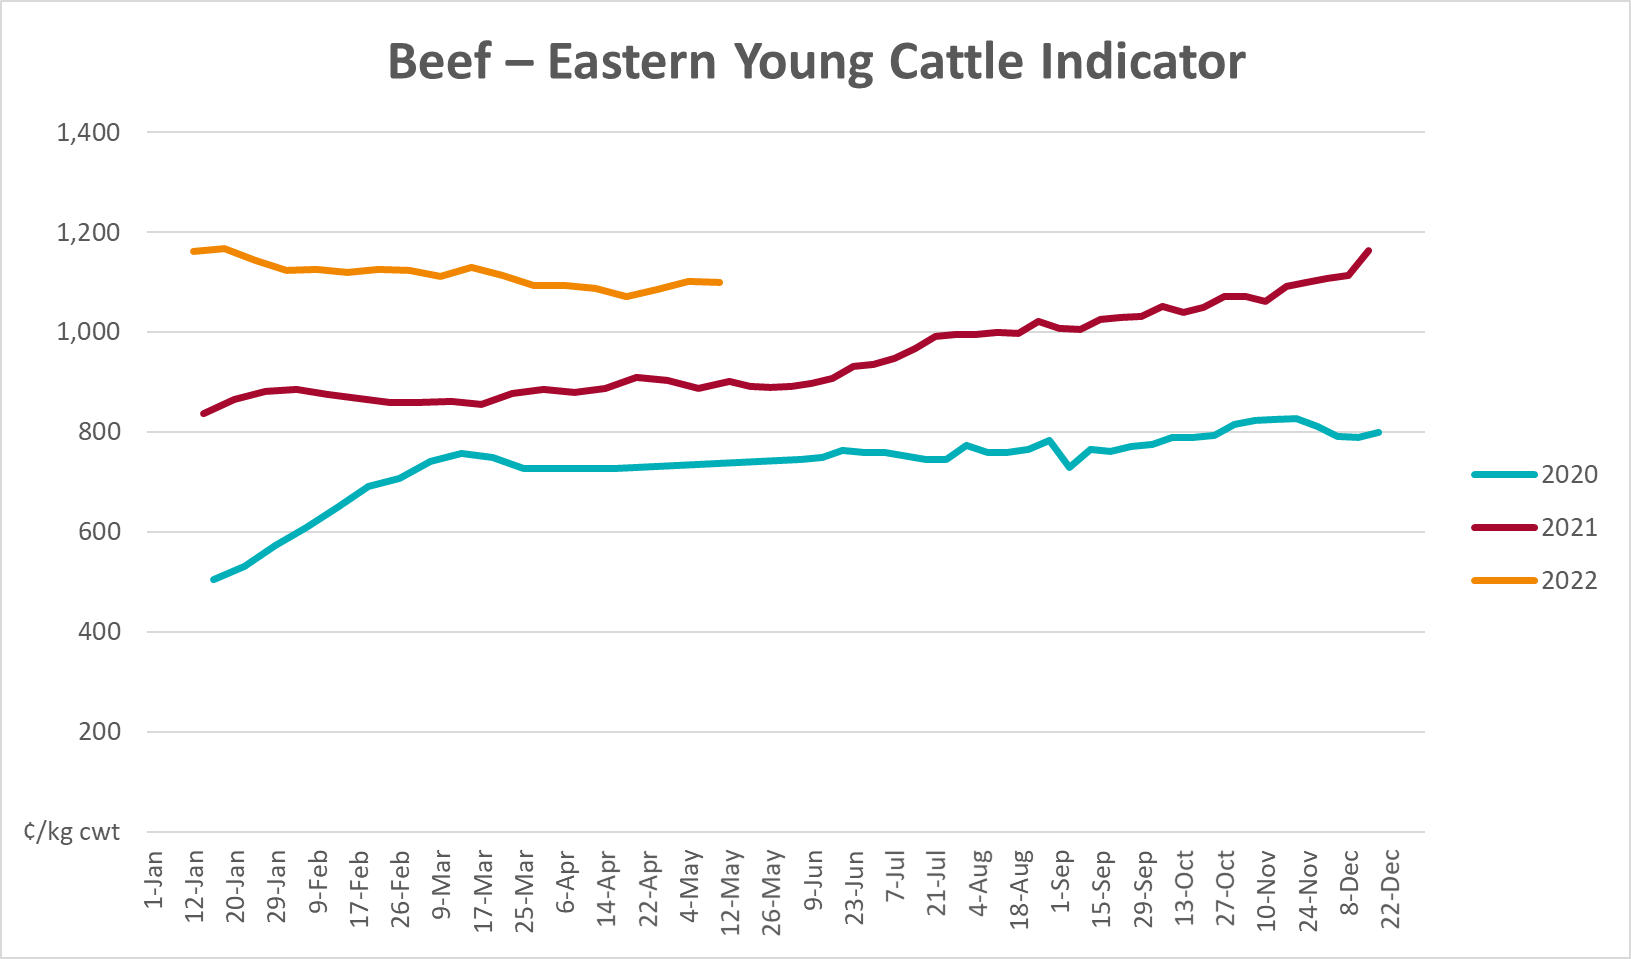 Beef – Eastern Young Cattle Indicator
1,400
1,200
1,000
800
600
400
200
¢/kg cwt
1-Jan
12-Jan
20-Jan
29-Jan
9-Feb
17-Feb
26-Feb
9-Mar
17-Mar
25-Mar
6-Apr
14-Apr
22-Apr
4-May
12-May
26-May
9-Jun
23-Jun
7-Jul
21-Jul
4-Aug
18-Aug
1-Sep
15-Sep
29-Sep
13-Oct
27-Oct
10-Nov
24-Nov
8-Dec
22-Dec
2020
2021
2022